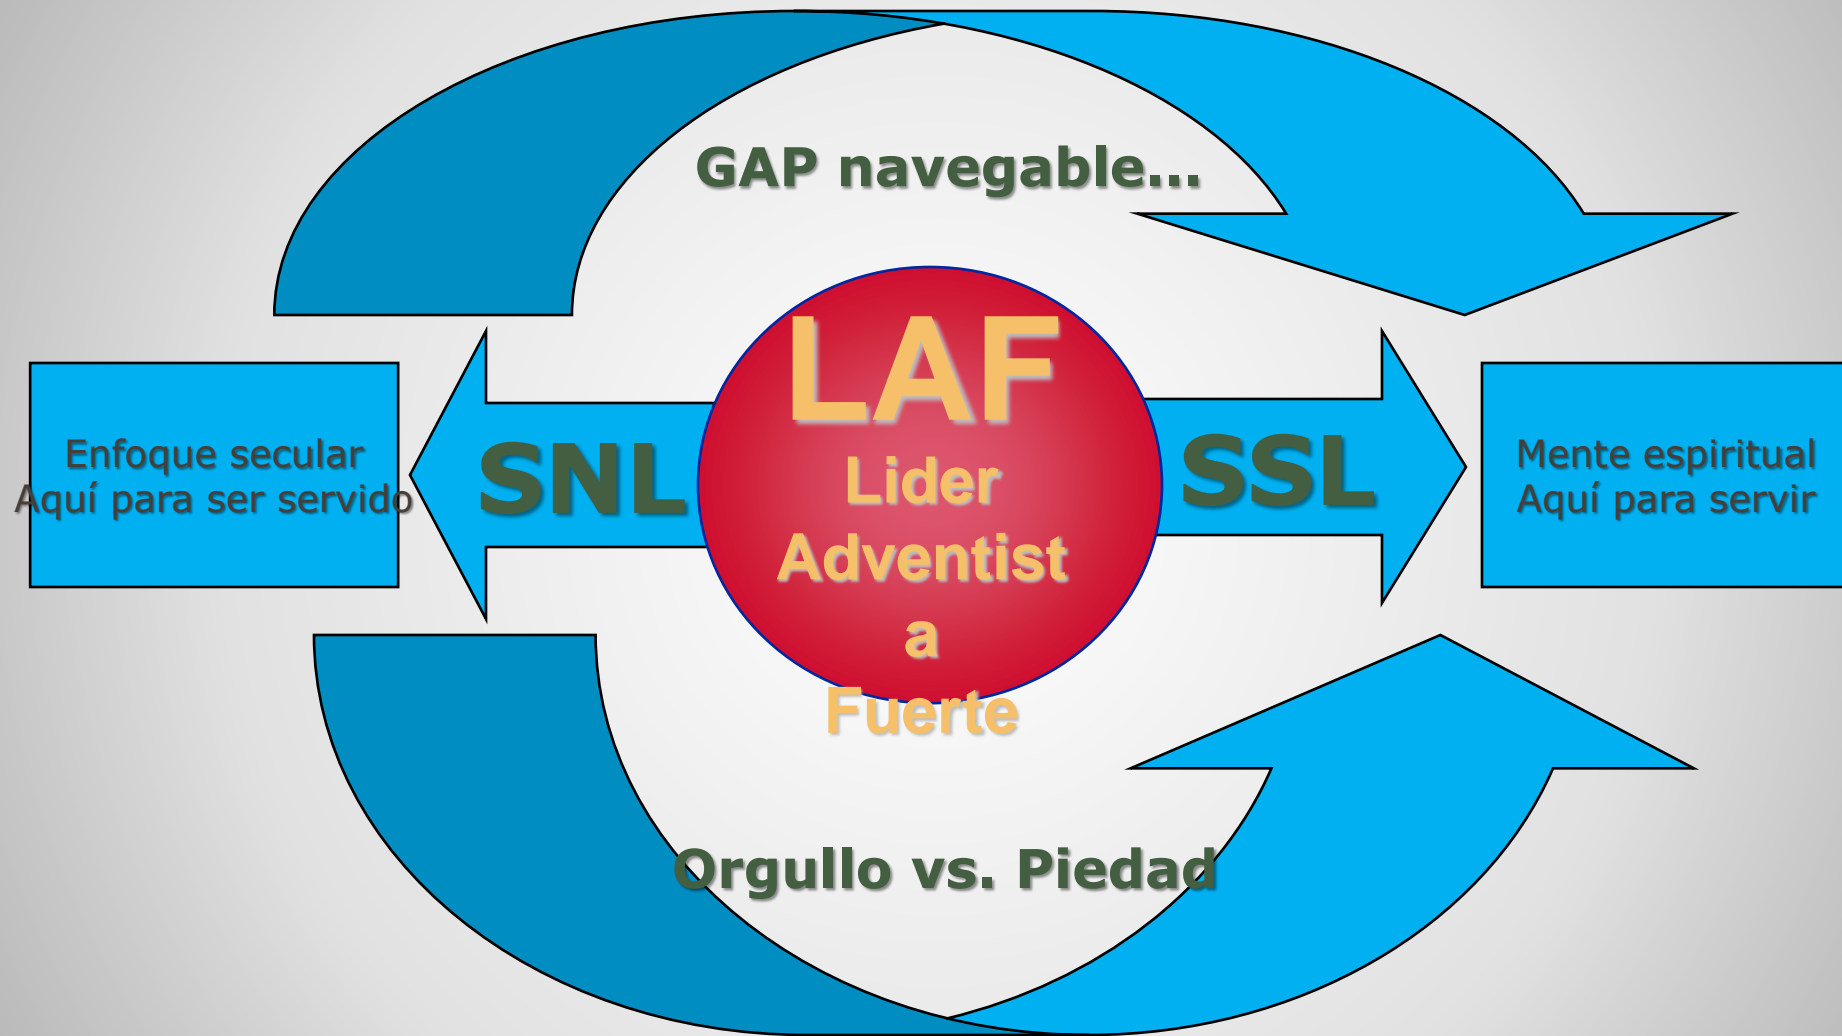 GAP navegable...
LAF
Lider
Adventist
a
Fuerte
SNL
SSL
Enfoque secular
Aquí para ser servido
Mente espiritual
Aquí para servir
Orgullo vs. Piedad